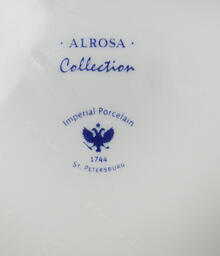 · ALROSA ·
Collection
Imperial Porcelain
1744
ST. PETERSBURG